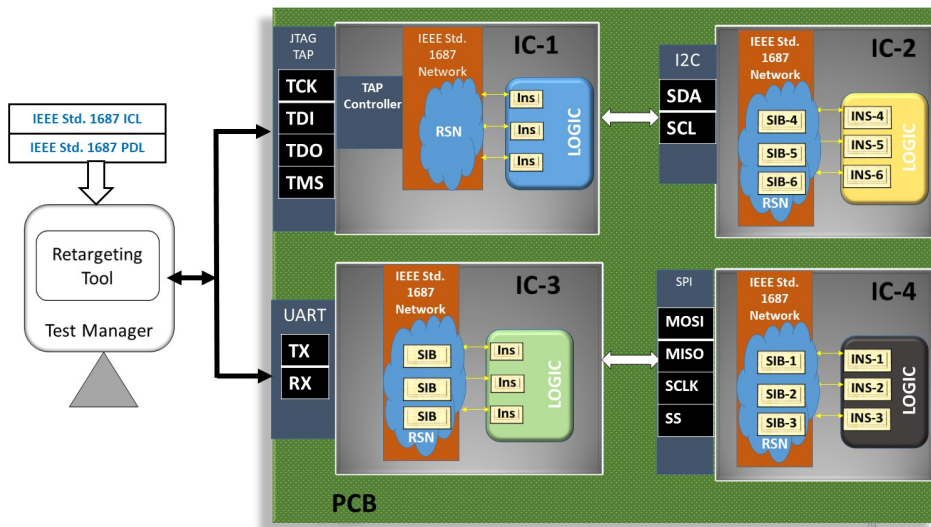 IEEE Std. 1687 ICL
IEEE Std. 1687 PDL
Retargeting
Tool
Test Manager
JTAG
TAP
TCK
TDI
TDO
TMS
TAP
Controller
IEEE Std.
1687
Network
RSN
IC-1
Ins
Ins
Ins
LOGIC
I2C
SDA
SCL
IEEE Std.
1687
Network
IC-2
SIB-4
SIB-5
SIB-6
RSN
INS-4
INS-5
INS-6
LOGIC
UART
TX
RX
IEEE Std.
1687
Network
IC-3
SIB
SIB
SIB
RSN
Ins
Ins
Ins
LOGIC
SPI
MOSI
MISO
SCLK
SS
IEEE Std.
1687
Network
IC-4
SIB-1
SIB-2
SIB-3
RSN
INS-1
INS-2
INS-3
LOGIC
PCB